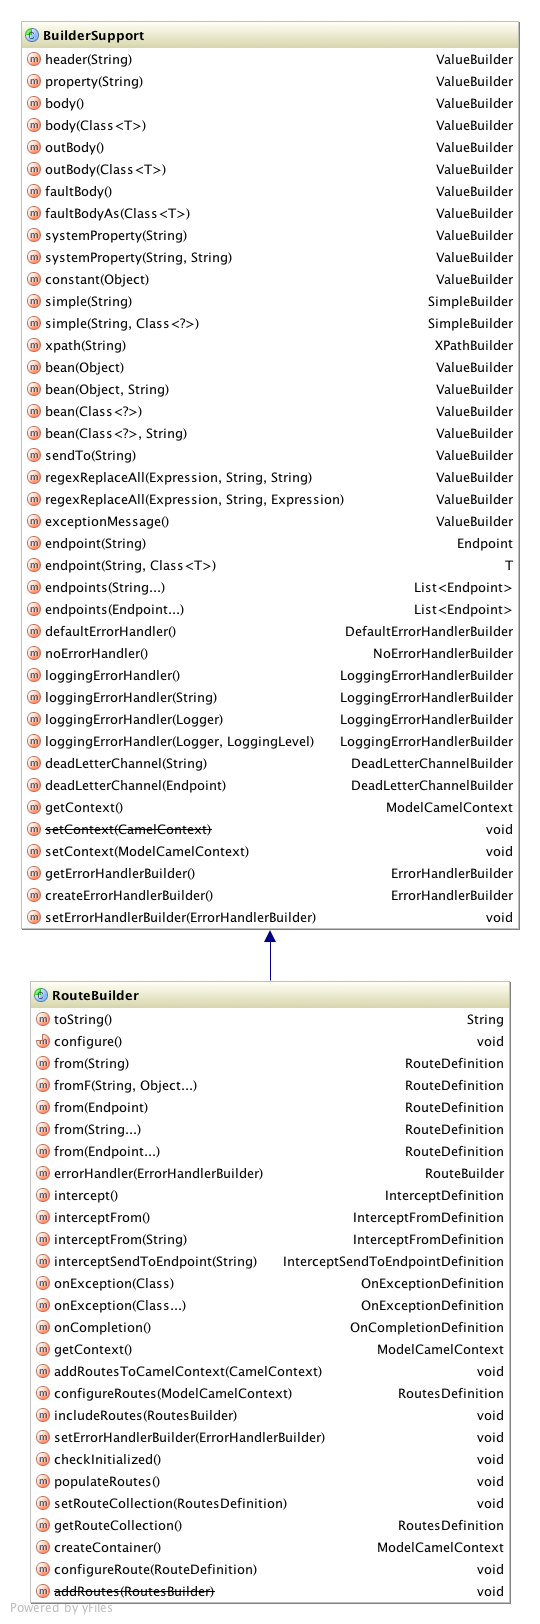 BuilderSupport
header(String) ValueBuilder
property(String) ValueBuilder
body() ValueBuilder
body(Class<T>) ValueBuilder
outBody() ValueBuilder
outBody(Class<T>) ValueBuilder
faultBody() ValueBuilder
faultBodyAs(Class<T>) ValueBuilder
systemProperty(String) ValueBuilder
systemProperty(String, String) ValueBuilder
constant(Object) ValueBuilder
simple(String) SimpleBuilder
simple(String, Class<?>) SimpleBuilder
xpath(String) XPathBuilder
bean(Object) ValueBuilder
bean(Object, String) ValueBuilder
bean(Class<?>) ValueBuilder
bean(Class<?>, String) ValueBuilder
sendTo(String) ValueBuilder
regexReplaceAll(Expression, String, String) ValueBuilder
regexReplaceAll(Expression, String, Expression) ValueBuilder
exceptionMessage() ValueBuilder
endpoint(String) Endpoint
endpoint(String, Class<T>) T
endpoints(String...) List<Endpoint>
endpoints(Endpoint...) List<Endpoint>
defaultErrorHandler() DefaultErrorHandlerBuilder
noErrorHandler() NoErrorHandlerBuilder
loggingErrorHandler() LoggingErrorHandlerBuilder
loggingErrorHandler(String) LoggingErrorHandlerBuilder
loggingErrorHandler(Logger) LoggingErrorHandlerBuilder
loggingErrorHandler(Logger, LoggingLevel) LoggingErrorHandlerBuilder
deadLetterChannel(String) DeadLetterChannelBuilder
deadLetterChannel(Endpoint) DeadLetterChannelBuilder
getContext() ModelCamelContext
setContext(CamelContext) void
setContext(ModelCamelContext) void
getErrorHandlerBuilder() ErrorHandlerBuilder
createErrorHandlerBuilder() ErrorHandlerBuilder
setErrorHandlerBuilder(ErrorHandlerBuilder) void
RouteBuilder
toString() String
configure() void
from(String) RouteDefinition
fromF(String, Object...) RouteDefinition
from(Endpoint) RouteDefinition
from(String...) RouteDefinition
from(Endpoint...) RouteDefinition
errorHandler(ErrorHandlerBuilder) RouteBuilder
intercept() InterceptDefinition
interceptFrom() InterceptFromDefinition
interceptFrom(String) InterceptFromDefinition
interceptSendToEndpoint(String) InterceptSendToEndpointDefinition
onException(Class) OnExceptionDefinition
onException(Class...) OnExceptionDefinition
onCompletion() OnCompletionDefinition
getContext() ModelCamelContext
addRoutesToCamelContext(CamelContext) void
configureRoutes(ModelCamelContext) RoutesDefinition
includeRoutes(RoutesBuilder) void
setErrorHandlerBuilder(ErrorHandlerBuilder) void
checkInitialized() void
populateRoutes() void
setRouteCollection(RoutesDefinition) void
getRouteCollection() RoutesDefinition
createContainer() ModelCamelContext
configureRoute(RouteDefinition) void
addRoutes(RoutesBuilder) void
Powered by yFiles